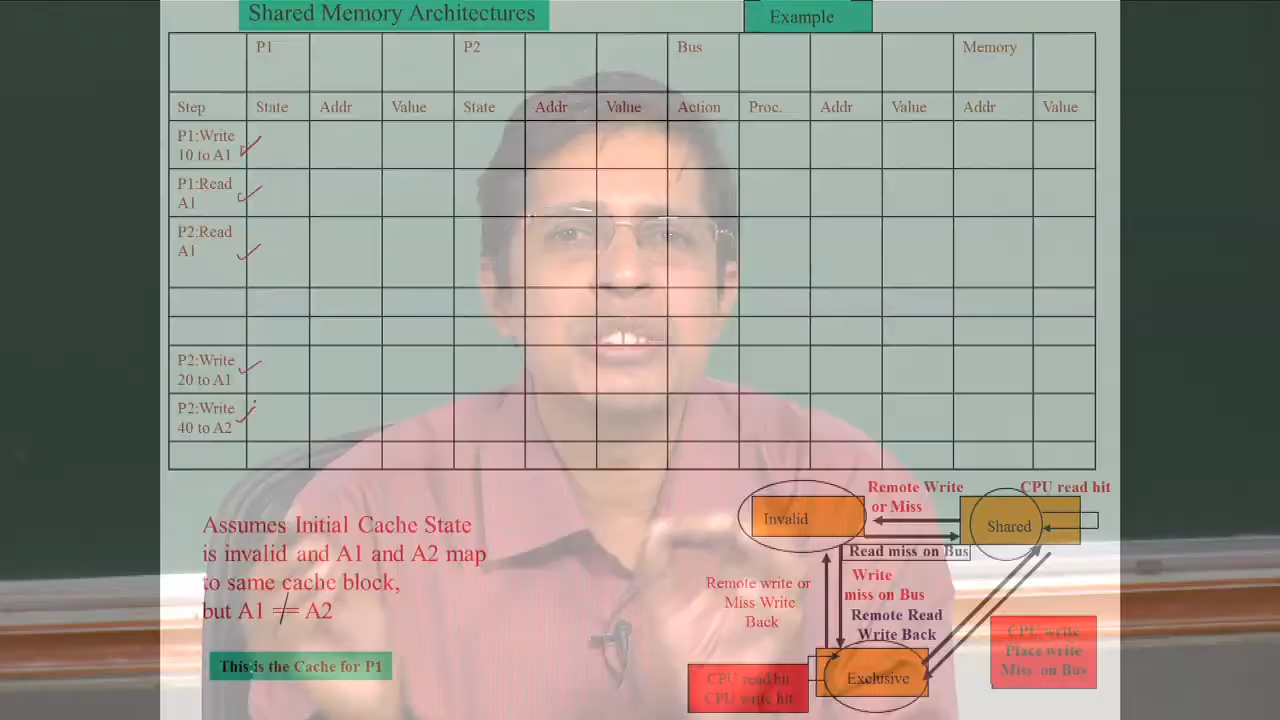 Shared Memory Architectures
Example
P1 P2 Bus Memory
Step State Addr Value State Addr Value Action Proc. Addr Value Addr Value
P1:Write
10 to A1
P1:Read
A1
P2:Read
A1
P2:Write
20 to A1
P2:Write
40 to A2
Assumes Initial Cache State
is invalid and A1 and A2 map
to same cache block,
but A1 ≠ A2
This is the Cache for P1
Invalid
Remote Write
or Miss
CPU read hit
Shared
Read miss on Bus
Write
miss on Bus
Remote write or
Miss Write
Back
Remote Read
Write Back
CPU write
Place write
Miss on Bus
CPU read hit
CPU write hit
Exclusive